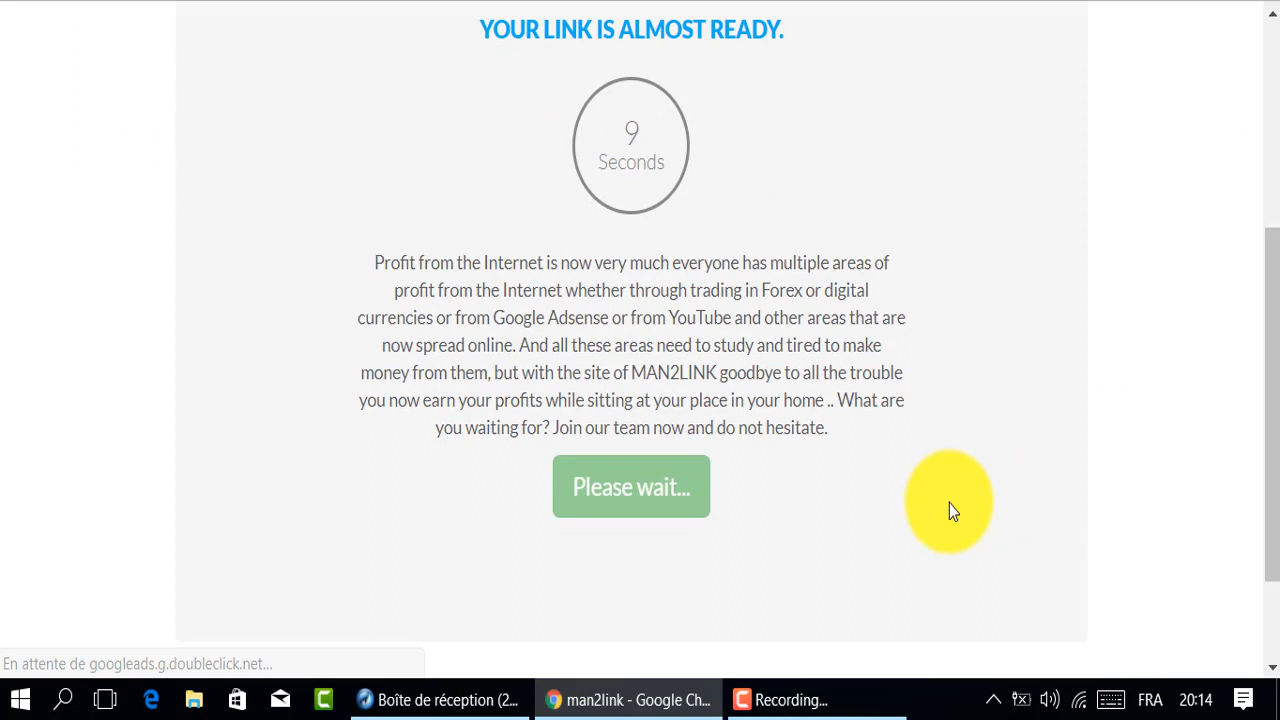 YOUR LINK IS ALMOST READY.
9
Seconds
Profit from the Internet is now very much everyone has multiple areas of
profit from the Internet whether through trading in Forex or digital
currencies or from Google Adsense or from YouTube and other areas that are
now spread online. And all these areas need to study and tired to make
money from them, but with the site of MAN2LINK goodbye to all the trouble
you now earn your profits while sitting at your place in your home .. What are
you waiting for? Join our team now and do not hesitate.
Please wait...
En attente de googleads.g.doubleclick.net...
Boîte de réception (2... man2link - Google Ch... Recording... FRA 20:14